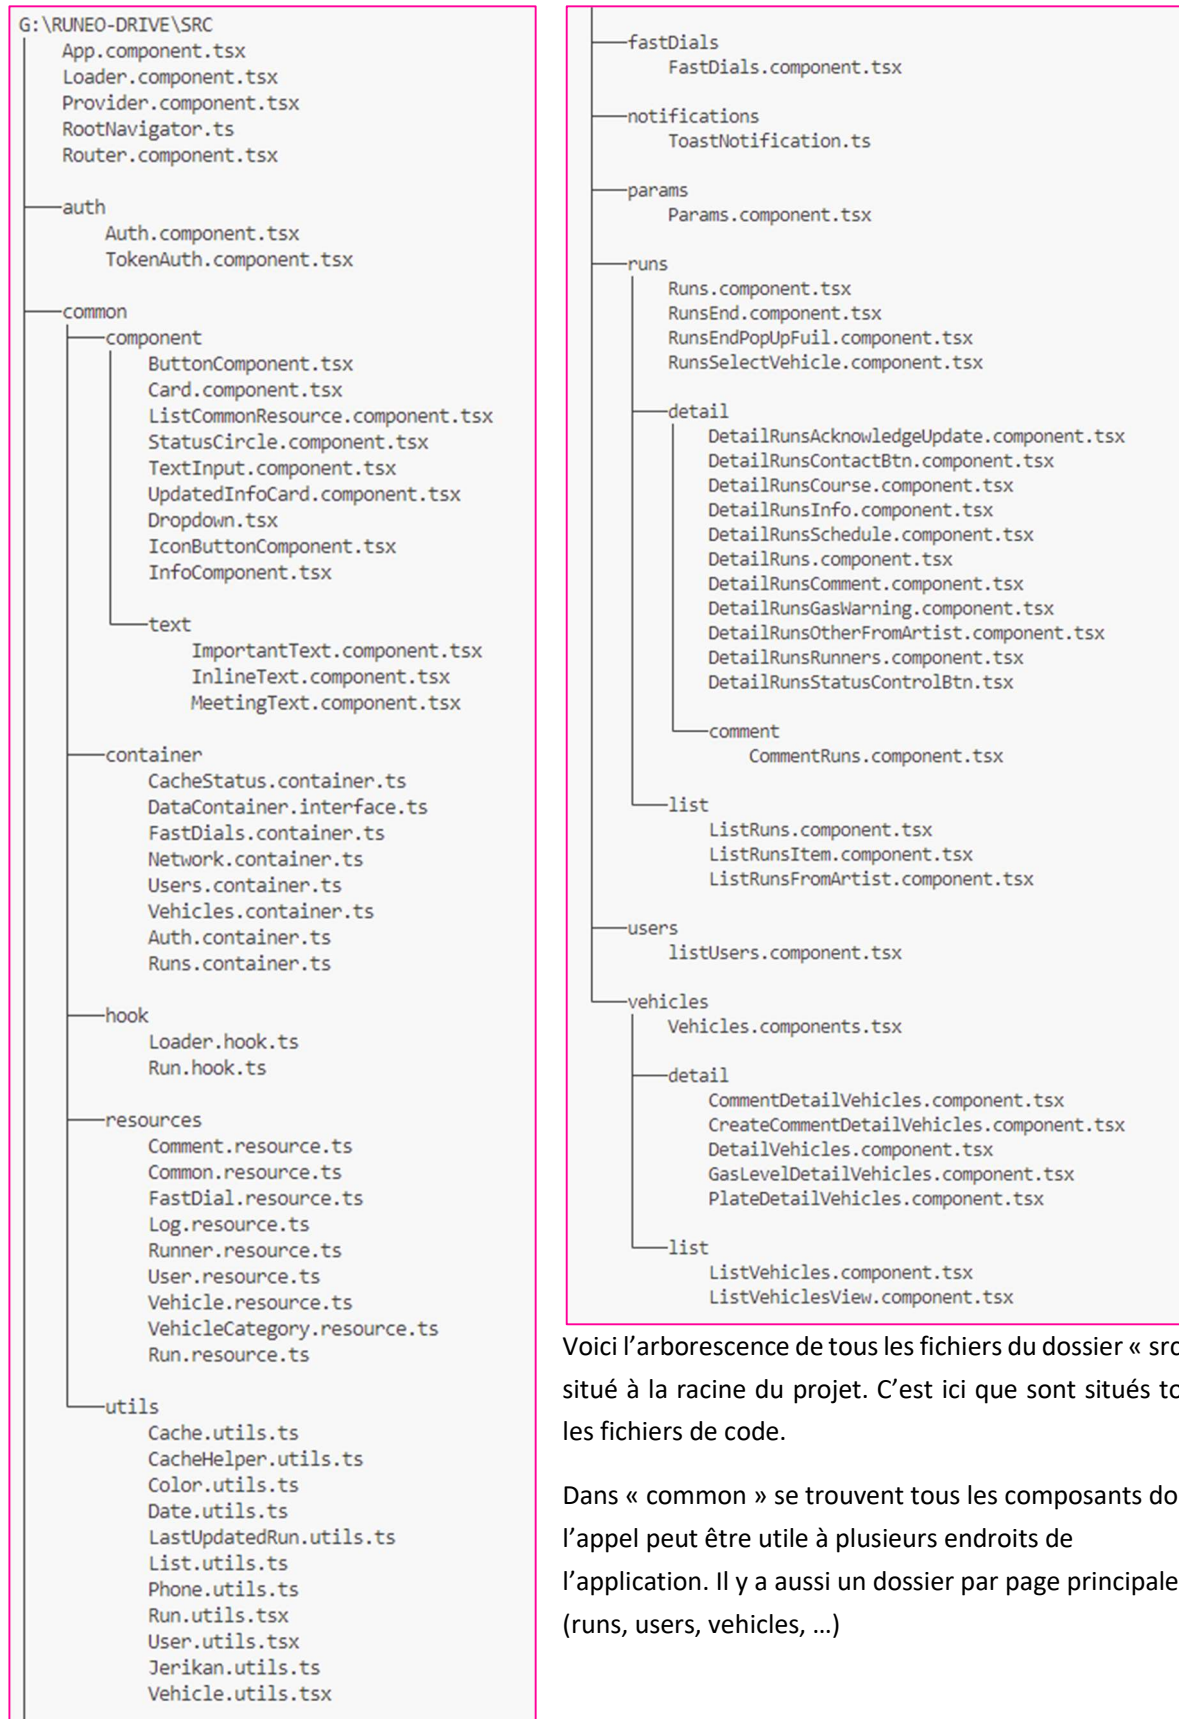 G:\RUNEO-DRIVE\SRC
App.component.tsx
Loader.component.tsx
Provider.component.tsx
RootNavigator.ts
Router.component.tsx
auth
Auth.component.tsx
TokenAuth.component.tsx
common
component
ButtonComponent.tsx
Card.component.tsx
ListCommonResource.component.tsx
StatusCircle.component.tsx
TextInput.component.tsx
UpdatedInfoCard.component.tsx
Dropdown.tsx
IconButtonComponent.tsx
InfoComponent.tsx
text
ImportantText.component.tsx
InlineText.component.tsx
MeetingText.component.tsx
container
CacheStatus.container.ts
DataContainer.interface.ts
FastDials.container.ts
Network.container.ts
Users.container.ts
Vehicles.container.ts
Auth.container.ts
Runs.container.ts
hook
Loader.hook.ts
Run.hook.ts
resources
Comment.resource.ts
Common.resource.ts
FastDial.resource.ts
Log.resource.ts
Runner.resource.ts
User.resource.ts
Vehicle.resource.ts
VehicleCategory.resource.ts
Run.resource.ts
utils
Cache.utils.ts
CacheHelper.utils.ts
Color.utils.ts
Date.utils.ts
LastUpdatedRun.utils.ts
List.utils.ts
Phone.utils.ts
Run.utils.tsx
User.utils.tsx
Jerikan.utils.ts
Vehicle.utils.tsx
fastDials
FastDials.component.tsx
notifications
ToastNotification.ts
params
Params.component.tsx
runs
Runs.component.tsx
RunsEnd.component.tsx
RunsEndPopUpFuil.component.tsx
RunsSelectVehicle.component.tsx
detail
DetailRunsAcknowledgeUpdate.component.tsx
DetailRunsContactBtn.component.tsx
DetailRunsCourse.component.tsx
DetailRunsInfo.component.tsx
DetailRunsSchedule.component.tsx
DetailRuns.component.tsx
DetailRunsComment.component.tsx
DetailRunsGasWarning.component.tsx
DetailRunsOtherFromArtist.component.tsx
DetailRunsRunners.component.tsx
DetailRunsStatusControlBtn.tsx
comment
CommentRuns.component.tsx
list
ListRuns.component.tsx
ListRunsItem.component.tsx
ListRunsFromArtist.component.tsx
users
listUsers.component.tsx
vehicles
Vehicles.components.tsx
detail
CommentDetailVehicles.component.tsx
CreateCommentDetailVehicles.component.tsx
DetailVehicles.component.tsx
GasLevelDetailVehicles.component.tsx
PlateDetailVehicles.component.tsx
list
ListVehicles.component.tsx
ListVehiclesView.component.tsx
Voici l’arborescence de tous les fichiers du dossier « src
situé à la racine du projet. C’est ici que sont situés to
les fichiers de code.
Dans « common » se trouvent tous les composants do
l’appel peut être utile à plusieurs endroits de
l’application. Il y a aussi un dossier par page principale
(runs, users, vehicles, …)